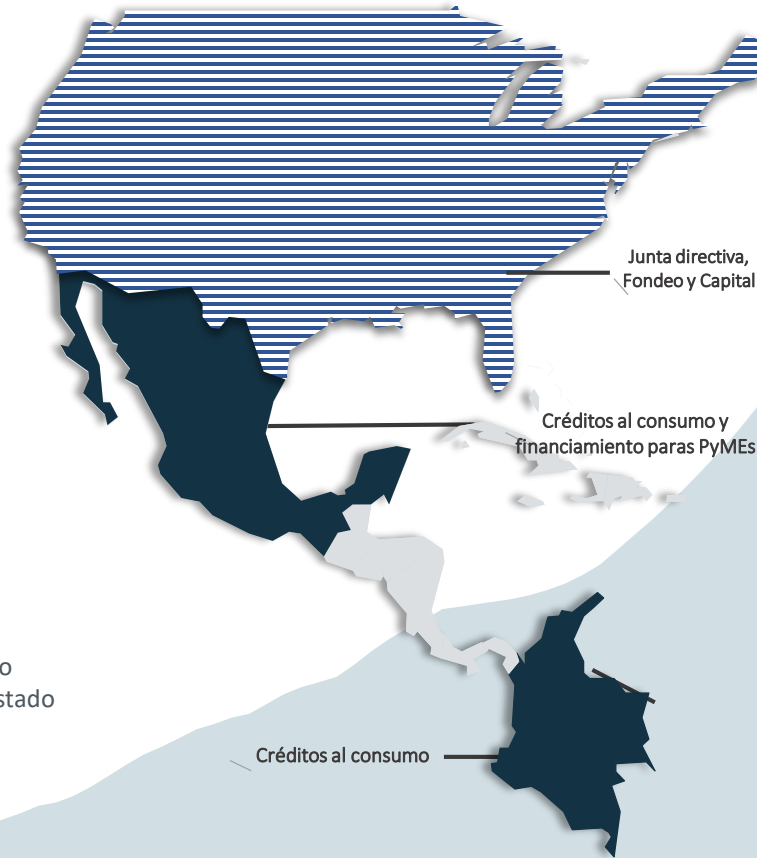 Junta directiva,
Fondeo y Capital
Créditos al consumo y
financiamiento paras PyMEs
o
stado
Créditos al consumo